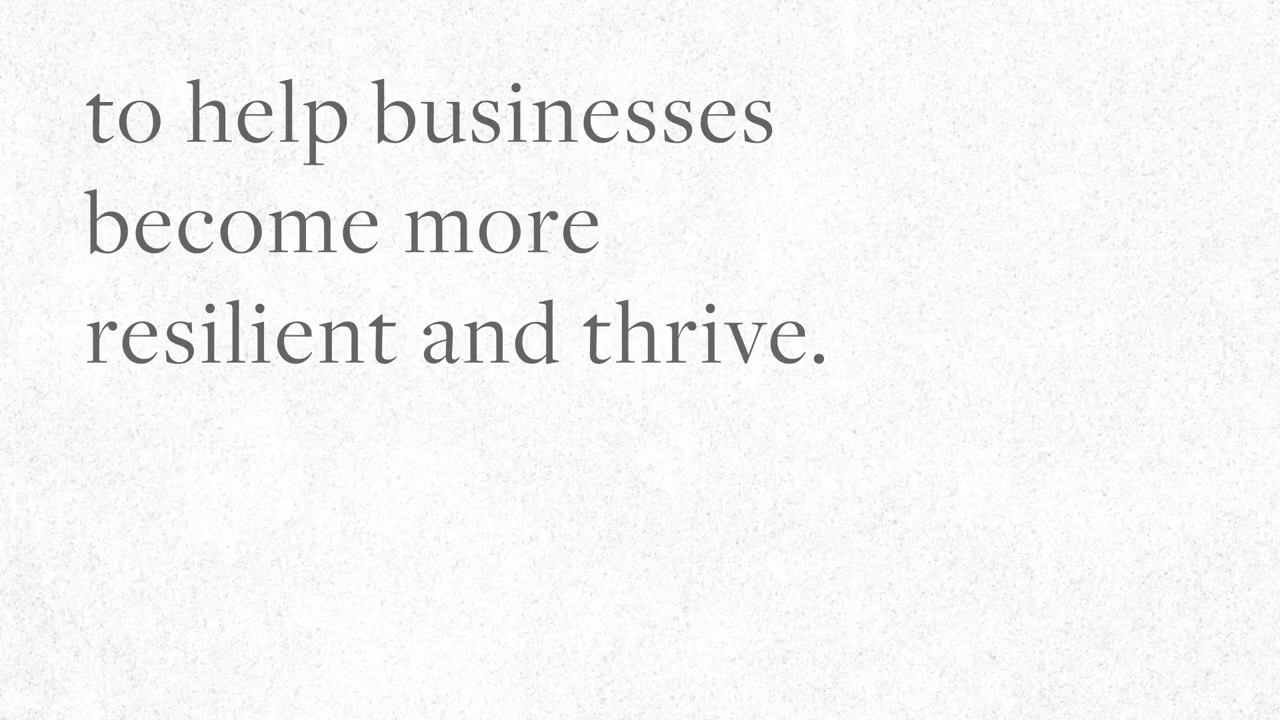 to help businesses
become more
resilient and thrive.